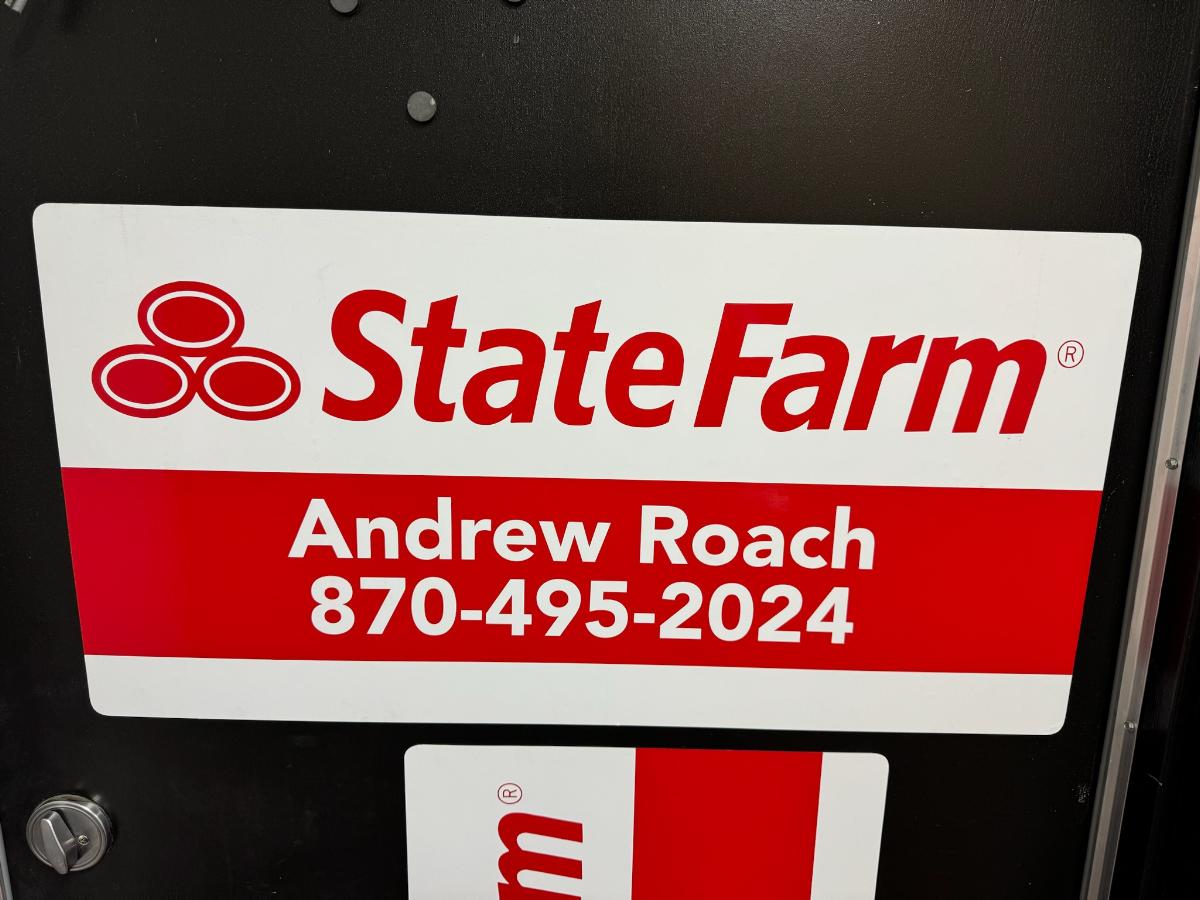 State Farm®
Andrew Roach
870-495-2024
m®